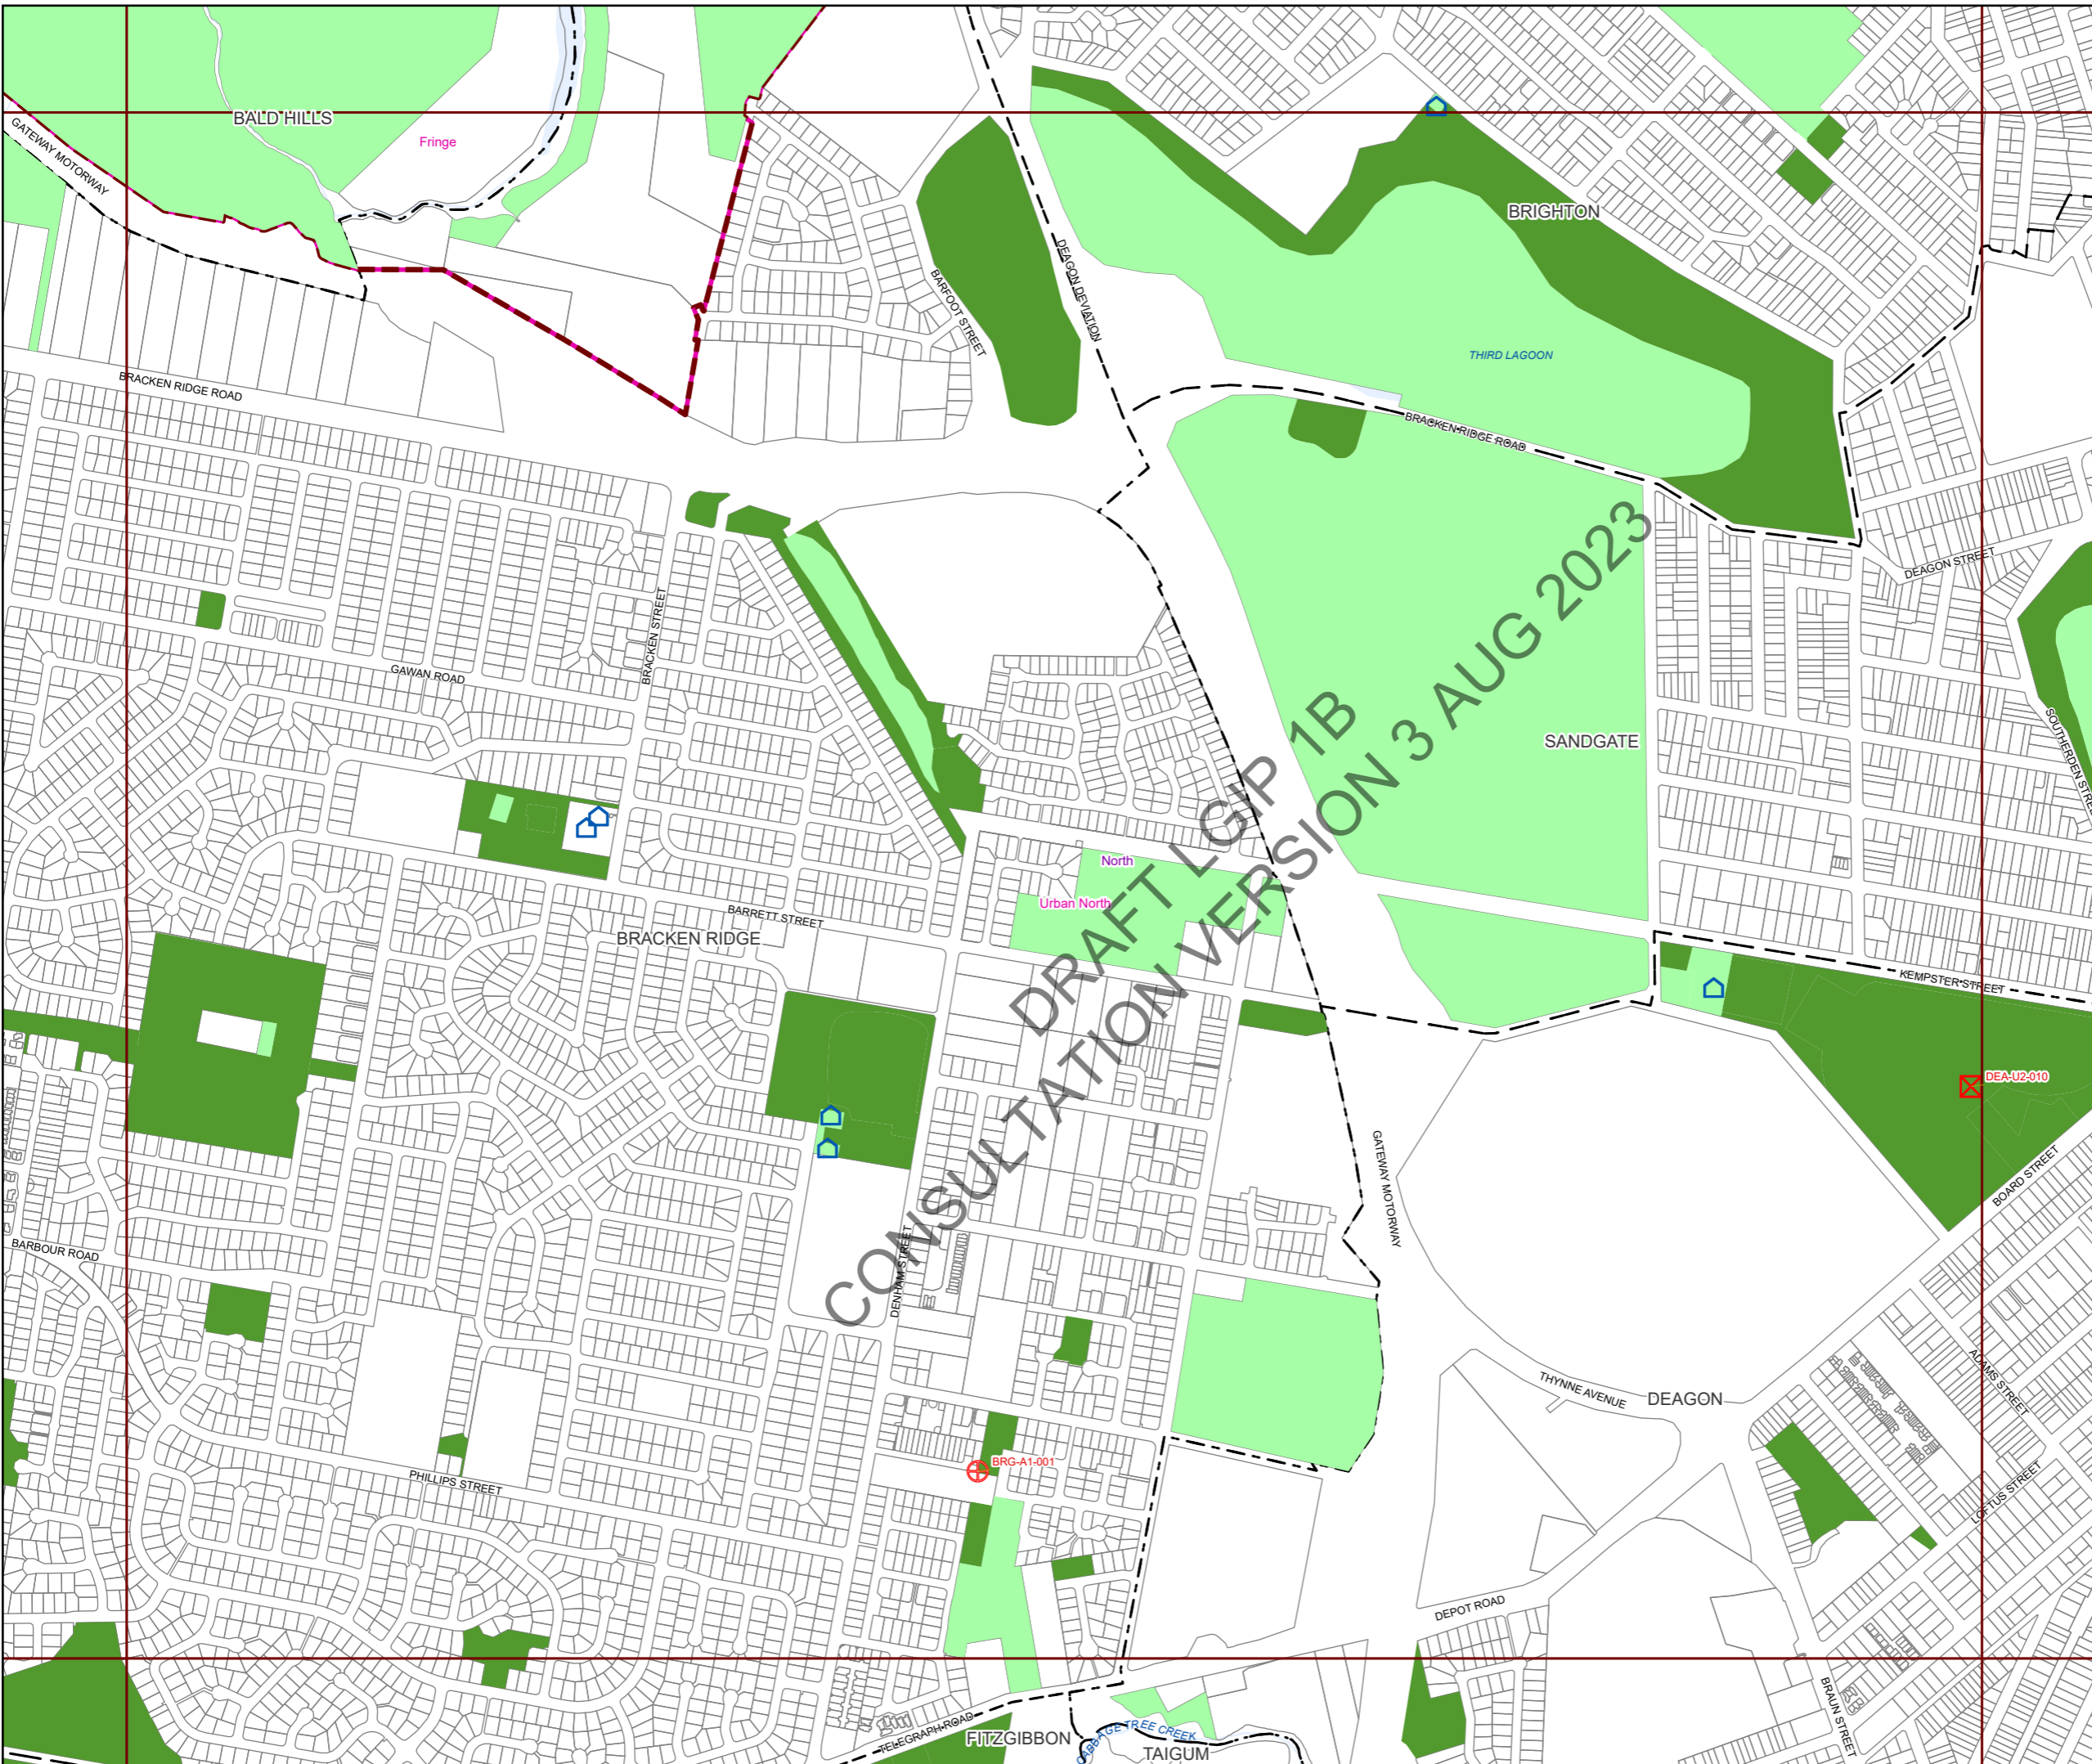 BALD HILLS
GATEWAY MOTORWAY
Fringe
BRIGHTON
DEAGON DEVIATION
BARFOOT STREET
THIRD LAGOON
BRACKEN RIDGE ROAD
BRACKEN RIDGE ROAD
DEAGON STREET
BRACKEN STREET
GAWAN ROAD
SOUTHERDEN STREET
SANDGATE
North
Urban North
BARRETT STREET
BRACKEN RIDGE
KEMPSTER STREET
DEA-U2-010
DRAFT LGIP 1B
CONSULTATION VERSION 3 AUG 2023
GATEWAY MOTORWAY
BOARD STREET
BARBOUR ROAD
DENHAM STREET
ADAMS STREET
THYNNE AVENUE
DEAGON
BRG-A1-001
PHILLIPS STREET
LOFTUS STREET
DEPOT ROAD
BRAUN STREET
TELEGRAPH ROAD
FITZGIBBON
CABBAGE TREE CREEK
TAIGUM